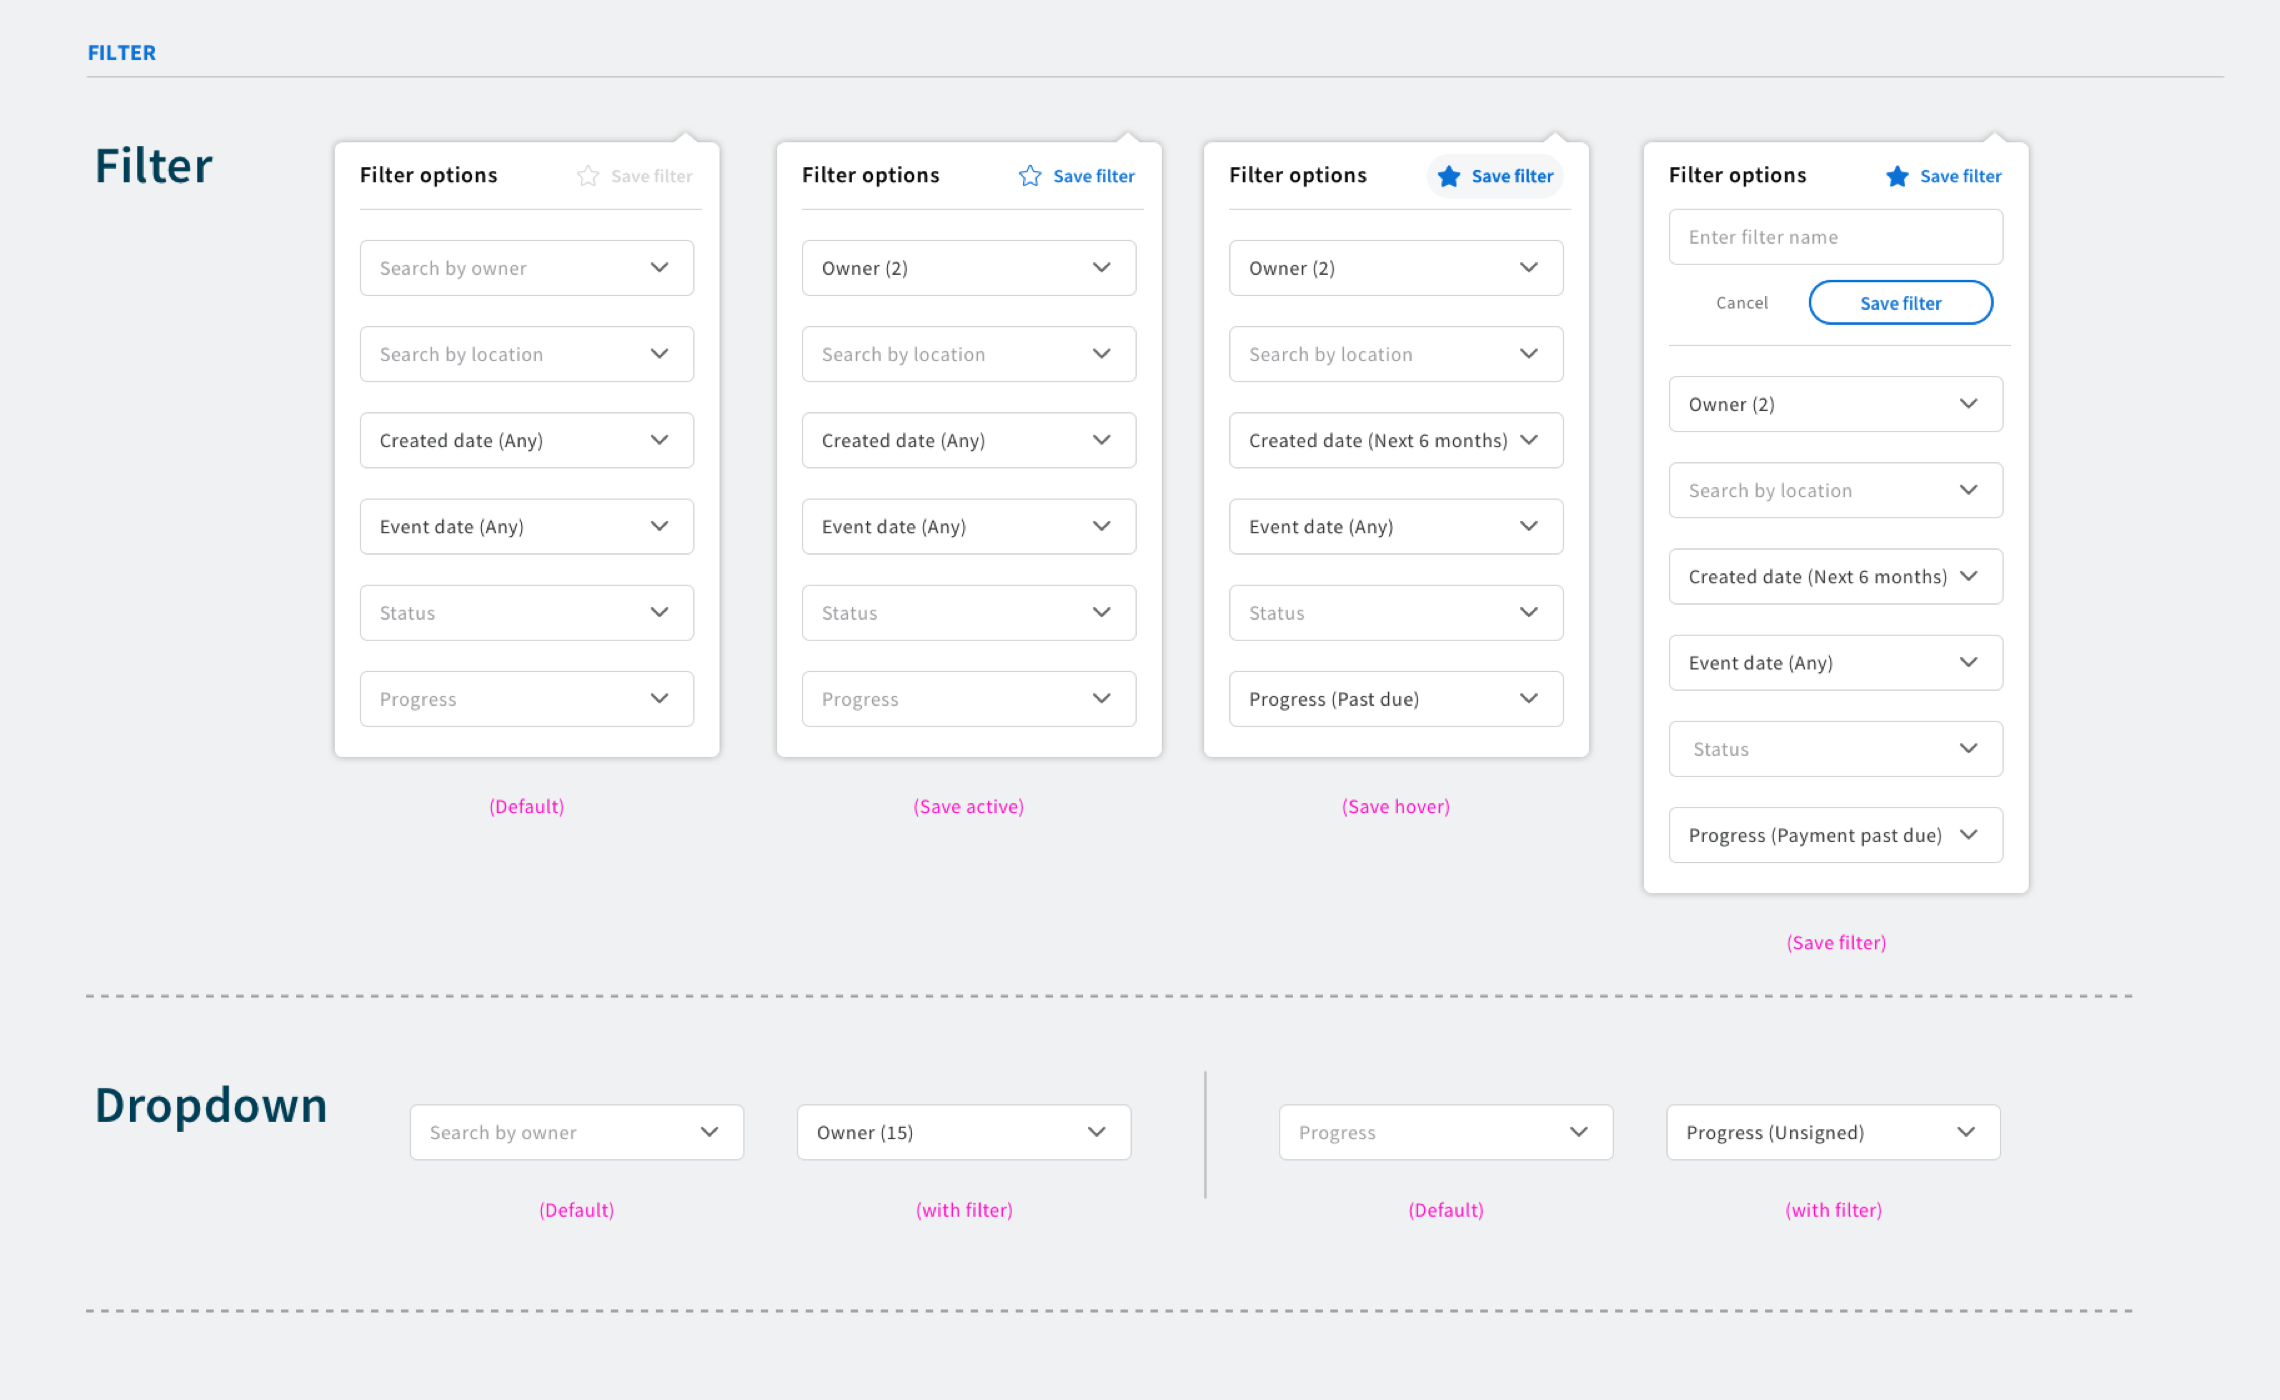 FILTER
Filter
Filter options
Save filter
Search by owner
Search by location
Created date (Any)
Event date (Any)
Status
Progress
(Default)
Filter options
Save filter
Owner (2)
Search by location
Created date (Any)
Event date (Any)
Status
Progress
(Save active)
Filter options
Save filter
Owner (2)
Search by location
Created date (Next 6 months)
Event date (Any)
Status
Progress (Past due)
(Save hover)
Filter options
Save filter
Enter filter name
Cancel
Save filter
Owner (2)
Search by location
Created date (Next 6 months)
Event date (Any)
Status
Progress (Payment past due)
(Save filter)
Dropdown
Search by owner
(Default)
Owner (15)
(with filter)
Progress
(Default)
Progress (Unsigned)
(with filter)